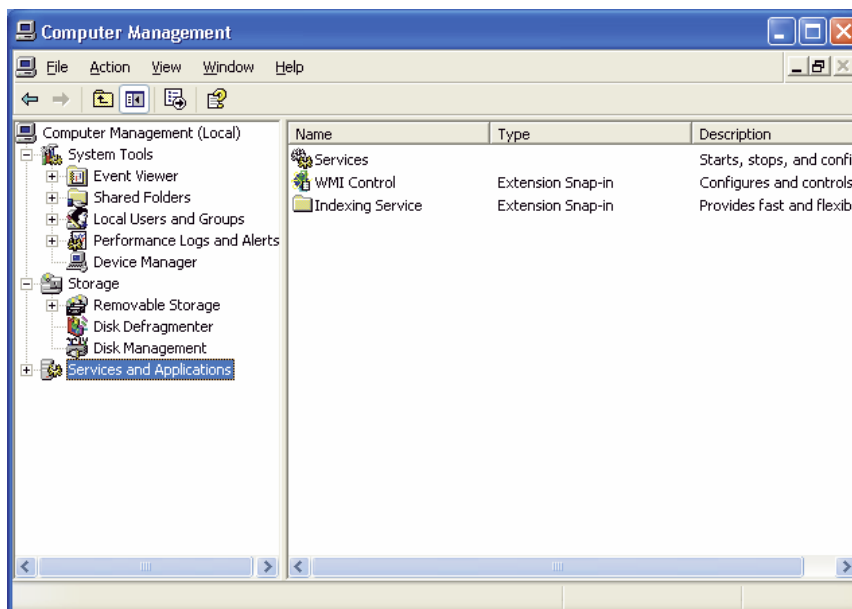 Computer Management
File Action View Window Help
Computer Management (Local)
System Tools
Event Viewer
Shared Folders
Local Users and Groups
Performance Logs and Alerts
Device Manager
Storage
Removable Storage
Disk Defragmenter
Disk Management
Services and Applications
Name Type Description
Services Starts, stops, and confi
WMI Control Extension Snap-in Configures and controls
Indexing Service Extension Snap-in Provides fast and flexib